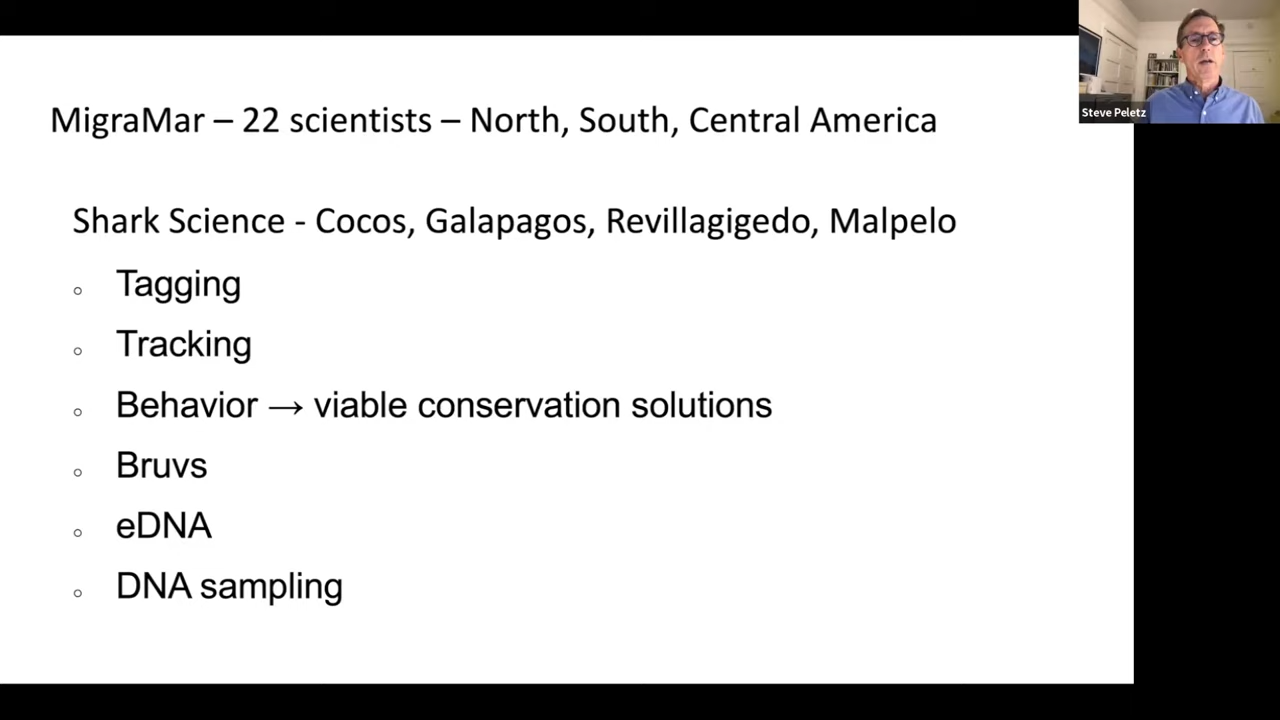 MigraMar – 22 scientists – North, South, Central America
Shark Science - Cocos, Galapagos, Revillagigedo, Malpelo
Tagging
Tracking
Behavior → viable conservation solutions
Bruvs
eDNA
DNA sampling
Steve Peletz